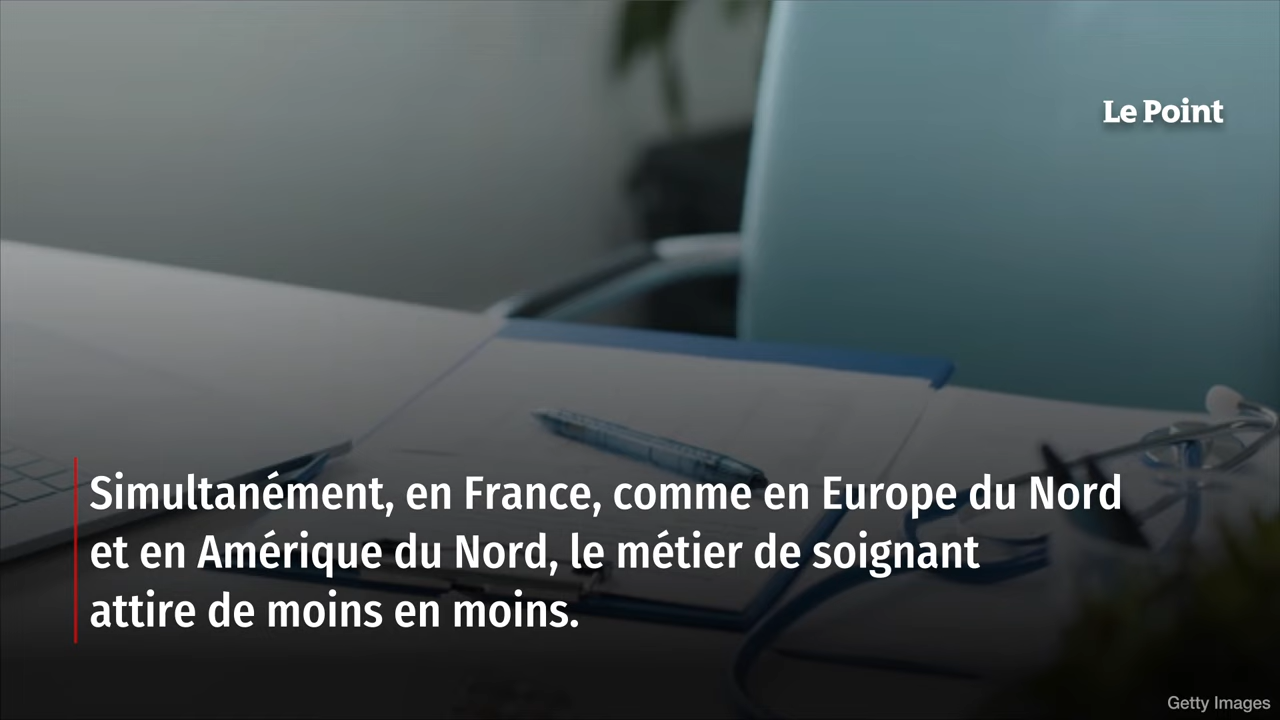 Le Point
Simultanément, en France, comme en Europe du Nord
et en Amérique du Nord, le métier de soignant
attire de moins en moins.
Getty Images